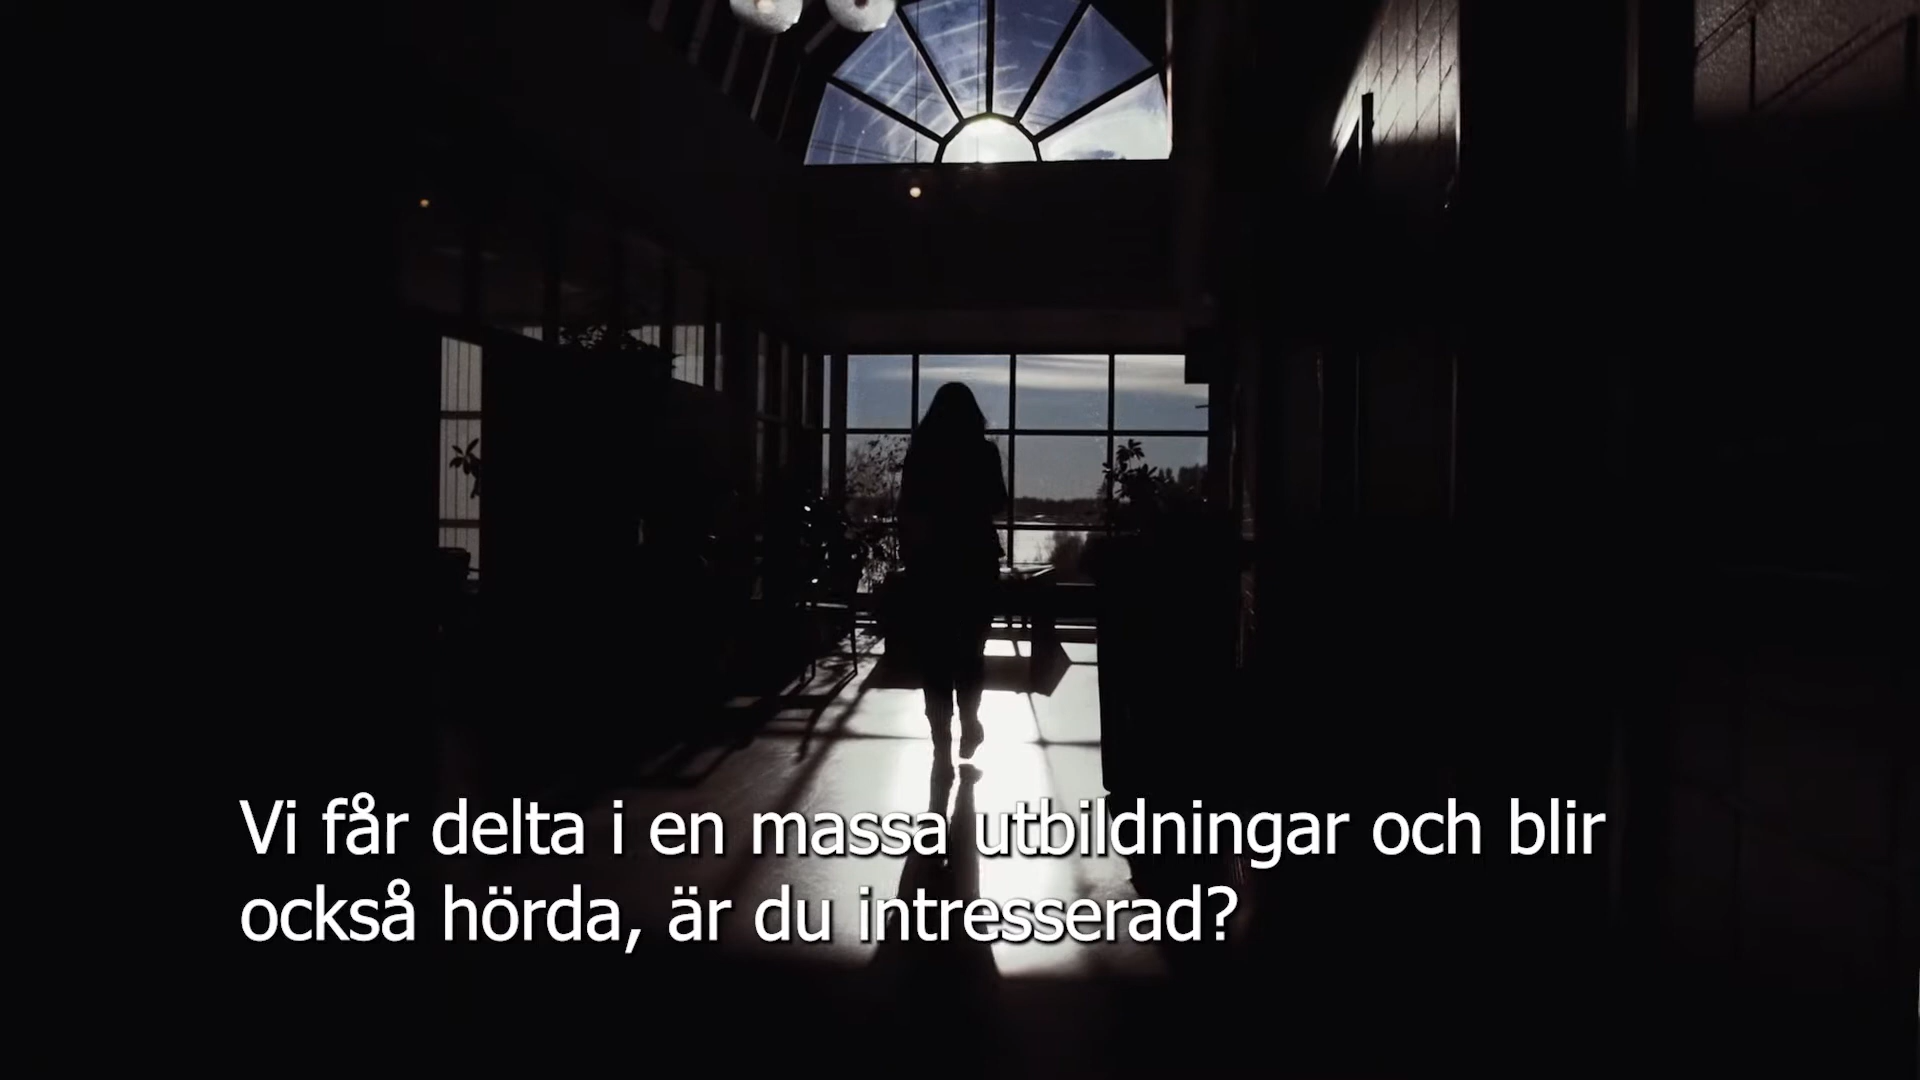 Vi får delta i en massa utbildningar och blir
också hörda, är du intresserad?